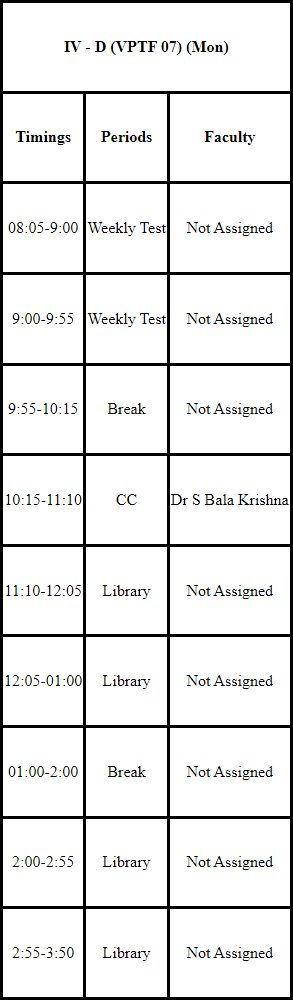 IV - D (VPTF 07) (Mon)
Timings Periods Faculty
08:05-9:00 Weekly Test Not Assigned
9:00-9:55 Weekly Test Not Assigned
9:55-10:15 Break Not Assigned
10:15-11:10 CC Dr S Bala Krishna
11:10-12:05 Library Not Assigned
12:05-01:00 Library Not Assigned
01:00-2:00 Break Not Assigned
2:00-2:55 Library Not Assigned
2:55-3:50 Library Not Assigned